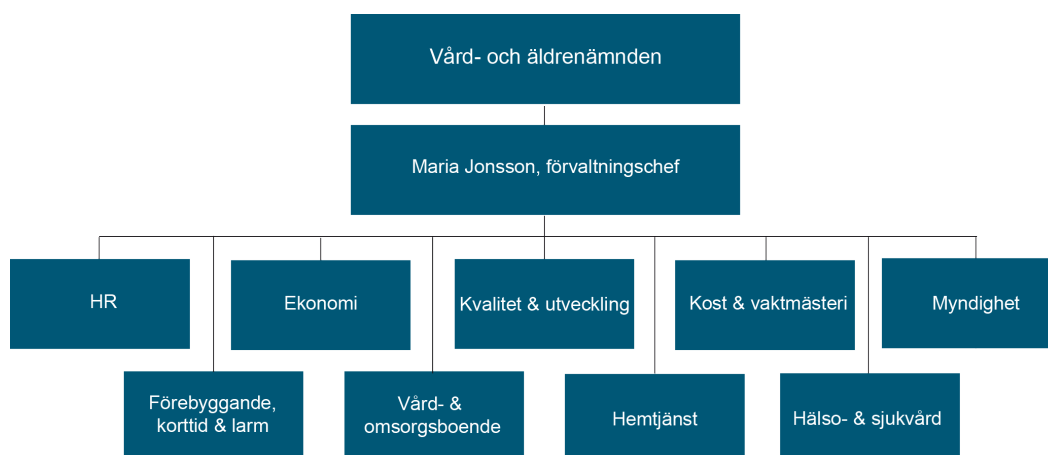 Vård- och äldrenämnden
Maria Jonsson, förvaltningschef
HR
Ekonomi
Kvalitet & utveckling
Kost & vaktmästeri
Myndighet
Förebyggande,
korttid & larm
Vård- &
omsorgsboende
Hemtjänst
Hälso- & sjukvård